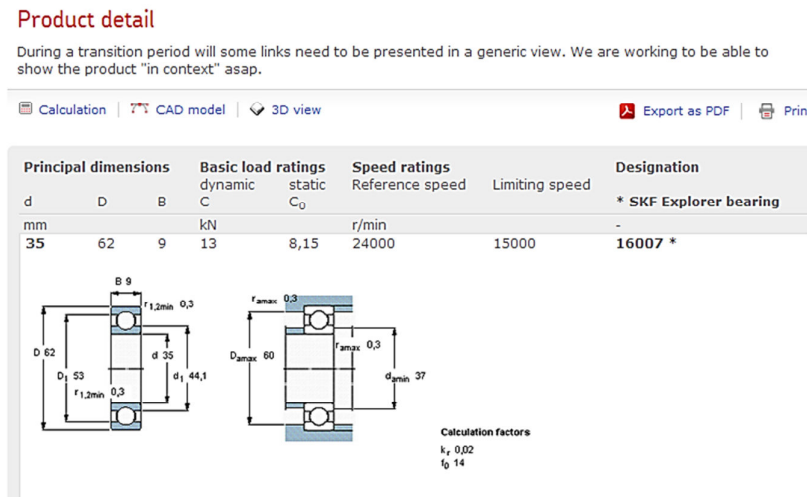 Product detail
During a transition period will some links need to be presented in a generic view. We are working to be able to
show the product "in context" asap.
Calculation | CAD model | 3D view Export as PDF | Prin
Principal dimensions Basic load ratings Speed ratings Designation
dynamic static Reference speed Limiting speed
d D B C C0 * SKF Explorer bearing
mm kN r/min -
35 62 9 13 8,15 24000 15000 16007 *
B 9
r1,2min 0,3
D 62
D1 53
d 35
d1 44,1
r1,2min 0,3
ramax 0,3
Damax 60
ramax 0,3
damin 37
Calculation factors
kr 0,02
f0 14